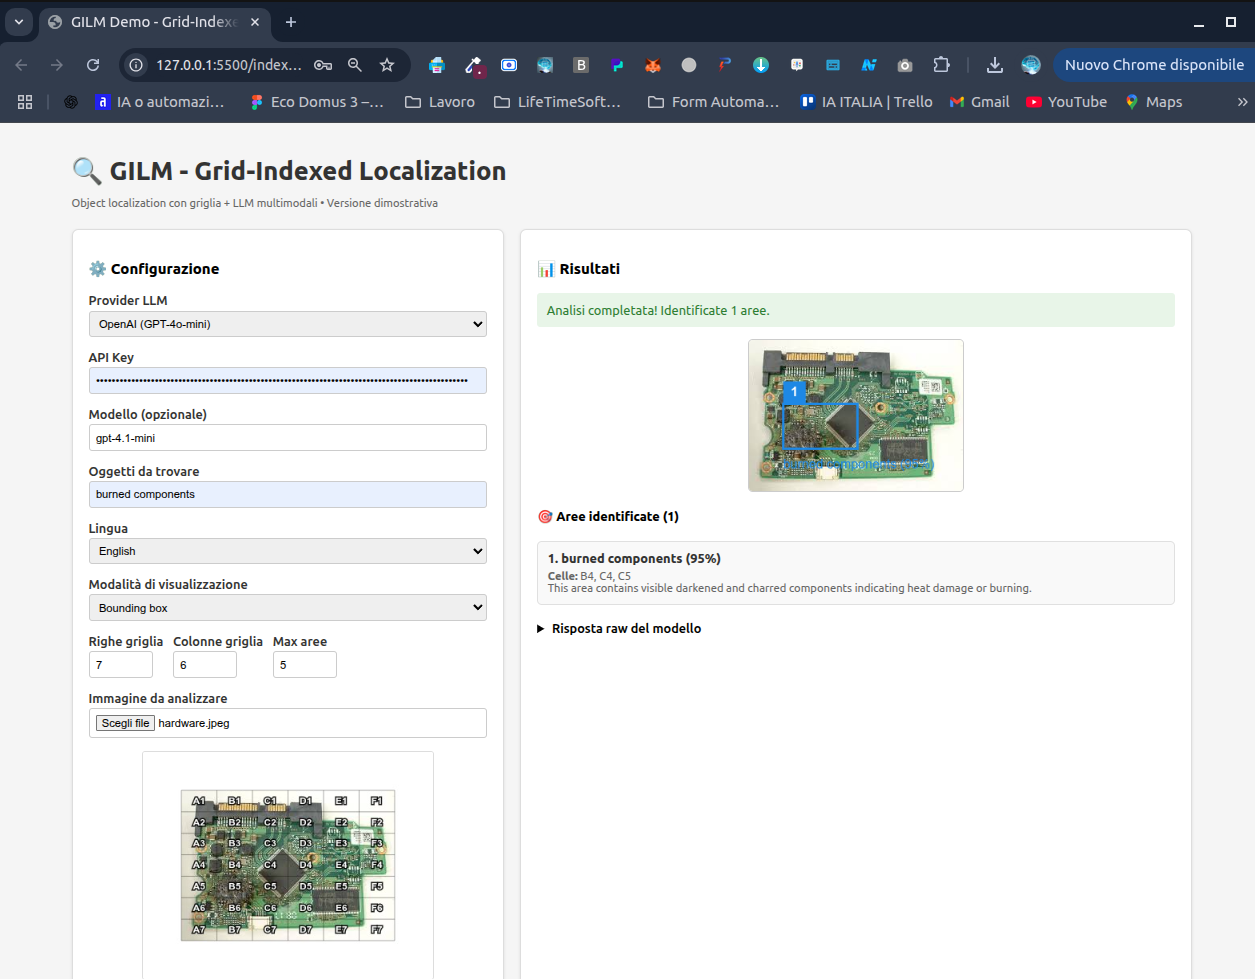 GILM Demo - Grid-Indexe
127.0.0.1:5500/index...
Nuovo Chrome disponibile
IA o automazi...
Eco Domus 3 –...
Lavoro
LifeTimeSoft...
Form Automa...
IA ITALIA | Trello
Gmail
YouTube
Maps
GILM - Grid-Indexed Localization
Object localization con griglia + LLM multimodali • Versione dimostrativa
Configurazione
Provider LLM
OpenAI (GPT-4o-mini)
API Key
Modello (opzionale)
gpt-4.1-mini
Oggetti da trovare
burned components
Lingua
English
Modalità di visualizzazione
Bounding box
Righe griglia Colonne griglia Max aree
7 6 5
Immagine da analizzare
Scegli file hardware.jpeg
A1 B1 C1 D1 E1 F1
A2 B2 C2 D2 E2 F2
A3 B3 C3 D3 E3 F3
A4 B4 C4 D4 E4 F4
A5 B5 C5 D5 E5 F5
A6 B6 C6 D6 E6 F6
A7 B7 C7 D7 E7 F7
Risultati
Analisi completata! Identificate 1 aree.
1
burned components (95%)
Aree identificate (1)
1. burned components (95%)
Celle: B4, C4, C5
This area contains visible darkened and charred components indicating heat damage or burning.
Risposta raw del modello